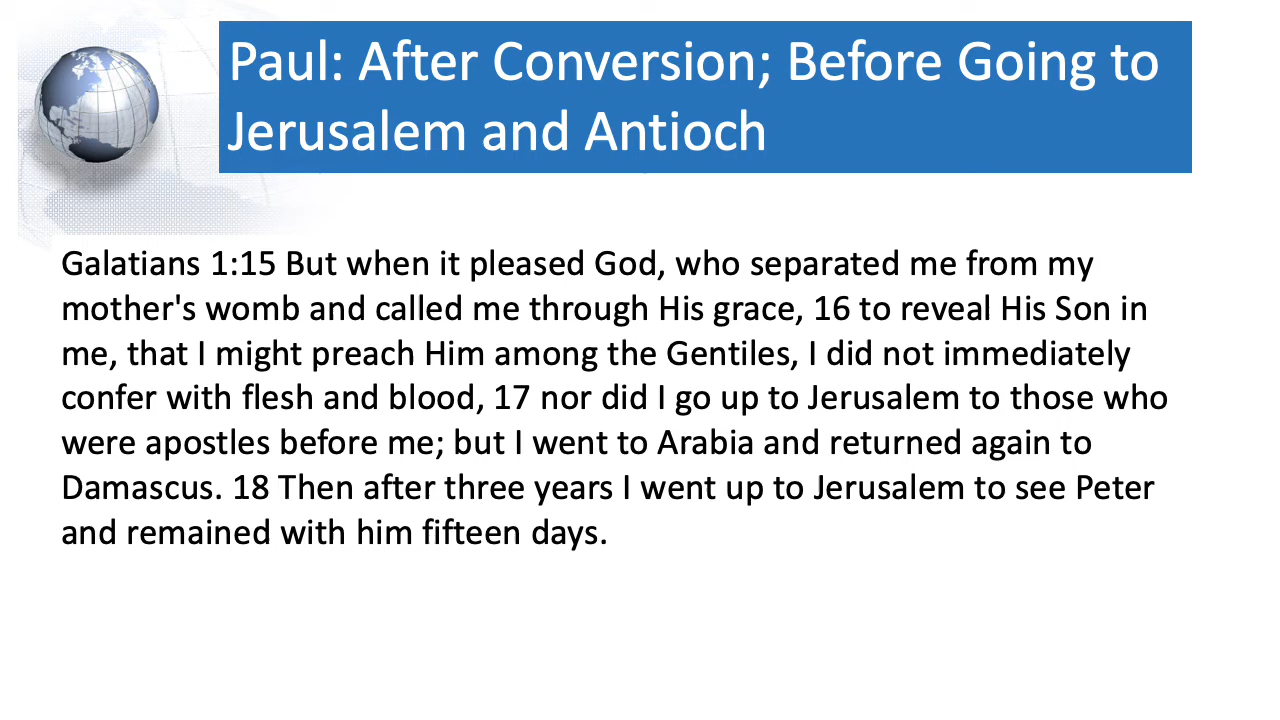 Paul: After Conversion; Before Going to
Jerusalem and Antioch
Galatians 1:15 But when it pleased God, who separated me from my
mother's womb and called me through His grace, 16 to reveal His Son in
me, that I might preach Him among the Gentiles, I did not immediately
confer with flesh and blood, 17 nor did I go up to Jerusalem to those who
were apostles before me; but I went to Arabia and returned again to
Damascus. 18 Then after three years I went up to Jerusalem to see Peter
and remained with him fifteen days.